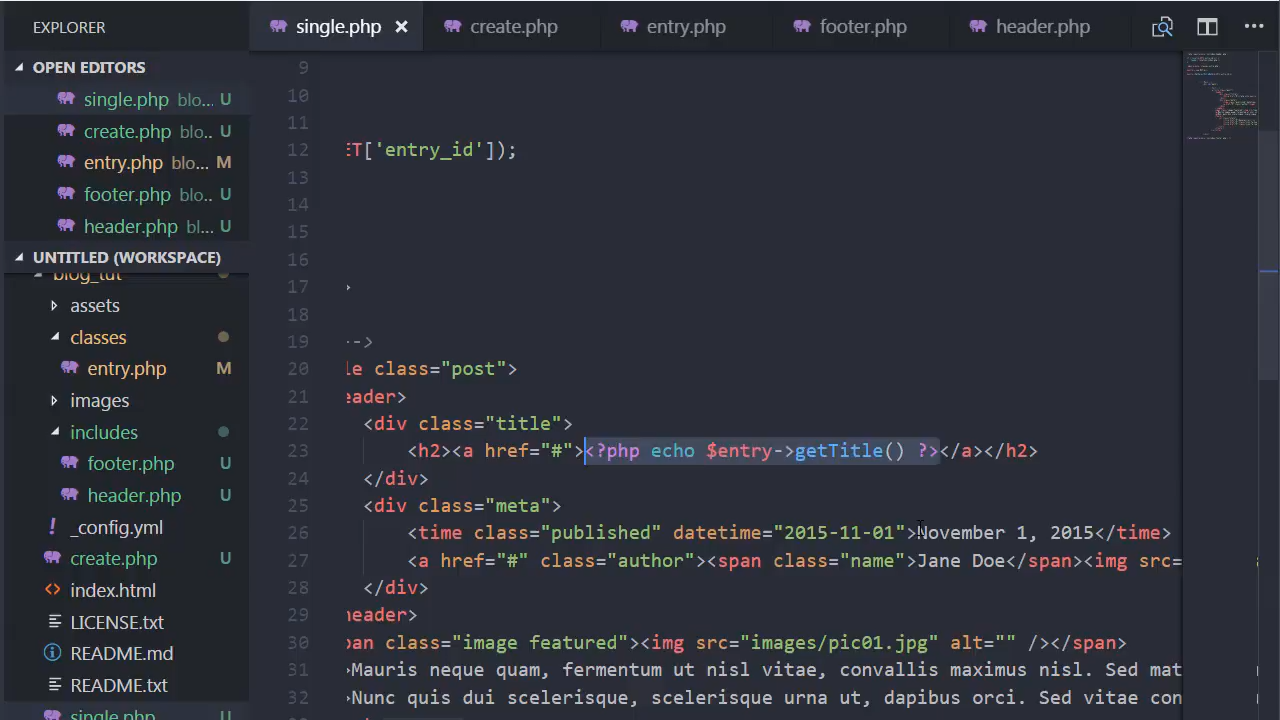 EXPLORER
single.php
create.php
entry.php
footer.php
header.php
OPEN EDITORS
single.php blo... U
create.php blo... U
entry.php blo... M
footer.php blo... U
header.php bl... U
UNTITLED (WORKSPACE)
blog_tut
assets
classes
entry.php M
images
includes
footer.php U
header.php U
_config.yml
create.php U
index.html
LICENSE.txt
README.md
README.txt
single.php U
9
10
11
12 ET['entry_id']);
13
14
15
16
17 >
18
19 -->
20 le class="post">
21 eader>
22 <div class="title">
23 <h2><a href="#"><?php echo $entry->getTitle() ?></a></h2>
24 </div>
25 <div class="meta">
26 <time class="published" datetime="2015-11-01">November 1, 2015</time>
27 <a href="#" class="author"><span class="name">Jane Doe</span><img src=
28 </div>
29 header>
30 pan class="image featured"><img src="images/pic01.jpg" alt="" /></span>
31 >Mauris neque quam, fermentum ut nisl vitae, convallis maximus nisl. Sed mat
32 >Nunc quis dui scelerisque, scelerisque urna ut, dapibus orci. Sed vitae con